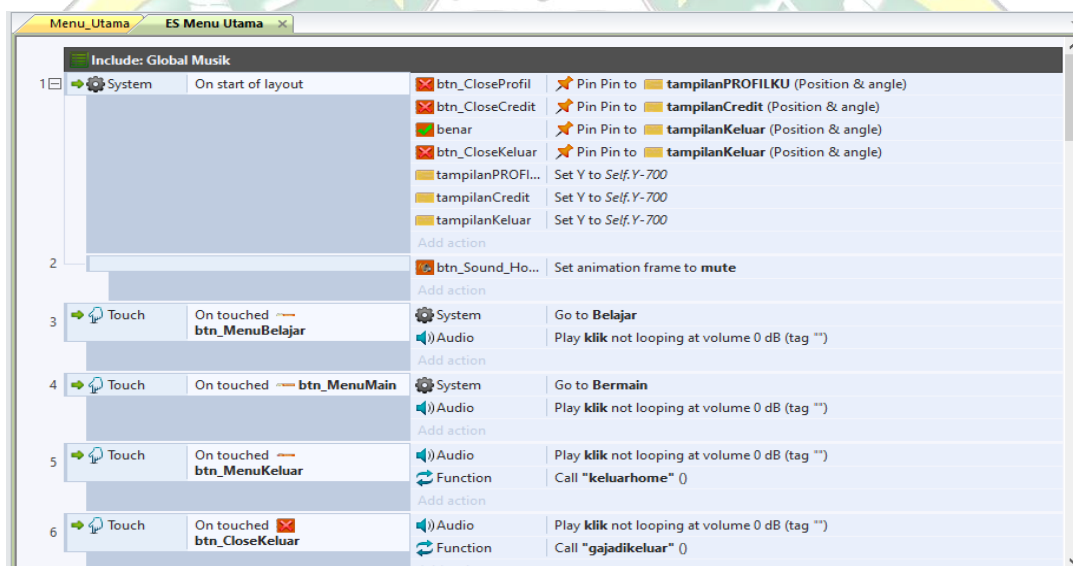 Menu_Utama ES Menu Utama ×
Include: Global Musik
1 System On start of layout btn_CloseProfil Pin Pin to tampilanPROFILKU (Position & angle)
btn_CloseCredit Pin Pin to tampilanCredit (Position & angle)
benar Pin Pin to tampilanKeluar (Position & angle)
btn_CloseKeluar Pin Pin to tampilanKeluar (Position & angle)
tampilanPROFI... Set Y to Self.Y-700
tampilanCredit Set Y to Self.Y-700
tampilanKeluar Set Y to Self.Y-700
Add action
2 btn_Sound_Ho... Set animation frame to mute
Add action
3 Touch On touched btn_MenuBelajar System Go to Belajar
Audio Play klik not looping at volume 0 dB (tag "")
Add action
4 Touch On touched btn_MenuMain System Go to Bermain
Audio Play klik not looping at volume 0 dB (tag "")
Add action
5 Touch On touched btn_MenuKeluar Audio Play klik not looping at volume 0 dB (tag "")
Function Call "keluarhome" ()
Add action
6 Touch On touched btn_CloseKeluar Audio Play klik not looping at volume 0 dB (tag "")
Function Call "gajadikeluar" ()